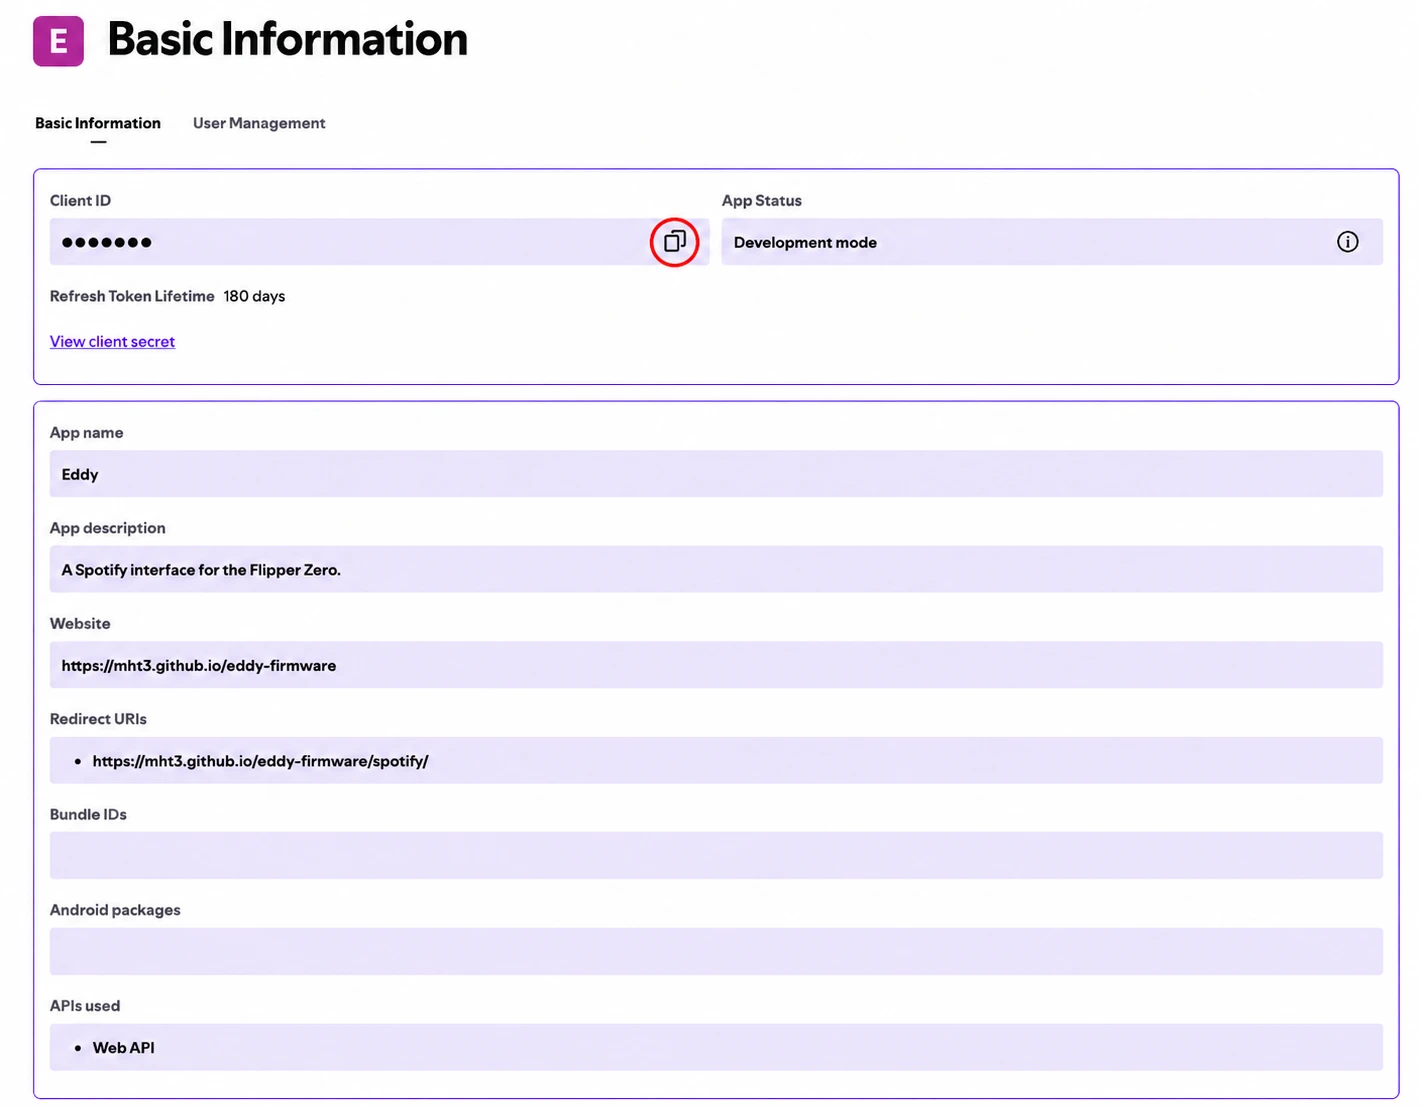 E
Basic Information
Basic Information User Management
Client ID
●●●●●●●
App Status
Development mode
Refresh Token Lifetime 180 days
View client secret
App name
Eddy
App description
A Spotify interface for the Flipper Zero.
Website
https://mht3.github.io/eddy-firmware
Redirect URIs
• https://mht3.github.io/eddy-firmware/spotify/
Bundle IDs
Android packages
APIs used
• Web API